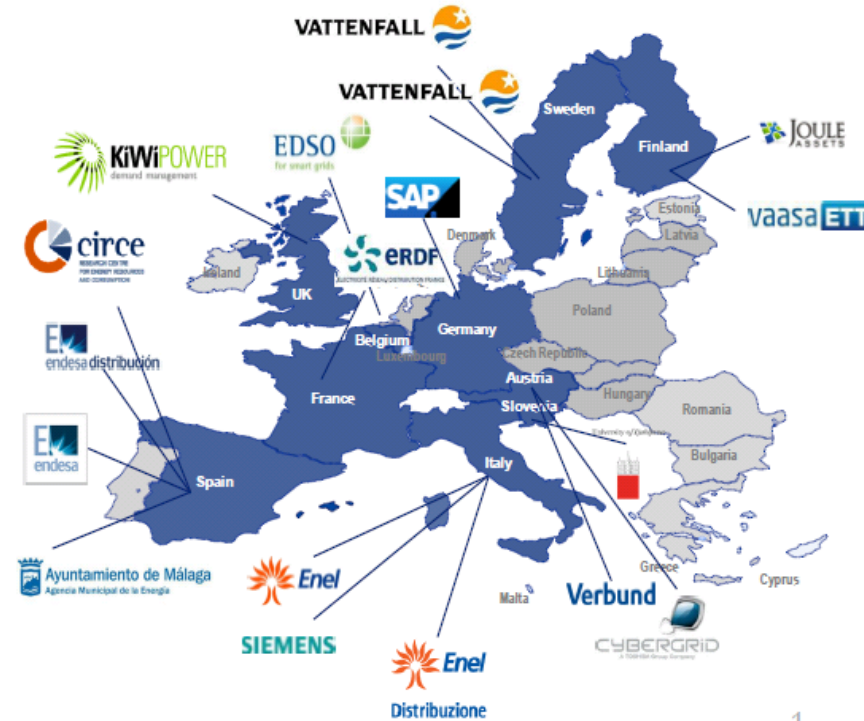 VATTENFALL
VATTENFALL
Sweden
Finland
JOULE
ASSETS
vaasaETT
KiWiPOWER
demand management
EDSO
for smart grids
SAP
circe
RESEARCH CENTRE
FOR ENERGY RESOURCES
AND CONSUMPTION
ERDF
ELECTRICITE RESEAU DISTRIBUTION FRANCE
Denmark
Estonia
Latvia
Lithuania
Ireland
UK
Poland
Belgium
Germany
Luxembourg
Czech Republic
endesa distribución
Austria
France
Hungary
Slovenia
Romania
endesa
University of
Bulgaria
Italy
Spain
Greece
Ayuntamiento de Málaga
Agencia Municipal de la Energía
Enel
Malta
Verbund
Cyprus
SIEMENS
CYBERGRID
A TOSHIBA Group Company
Enel
Distribuzione
1